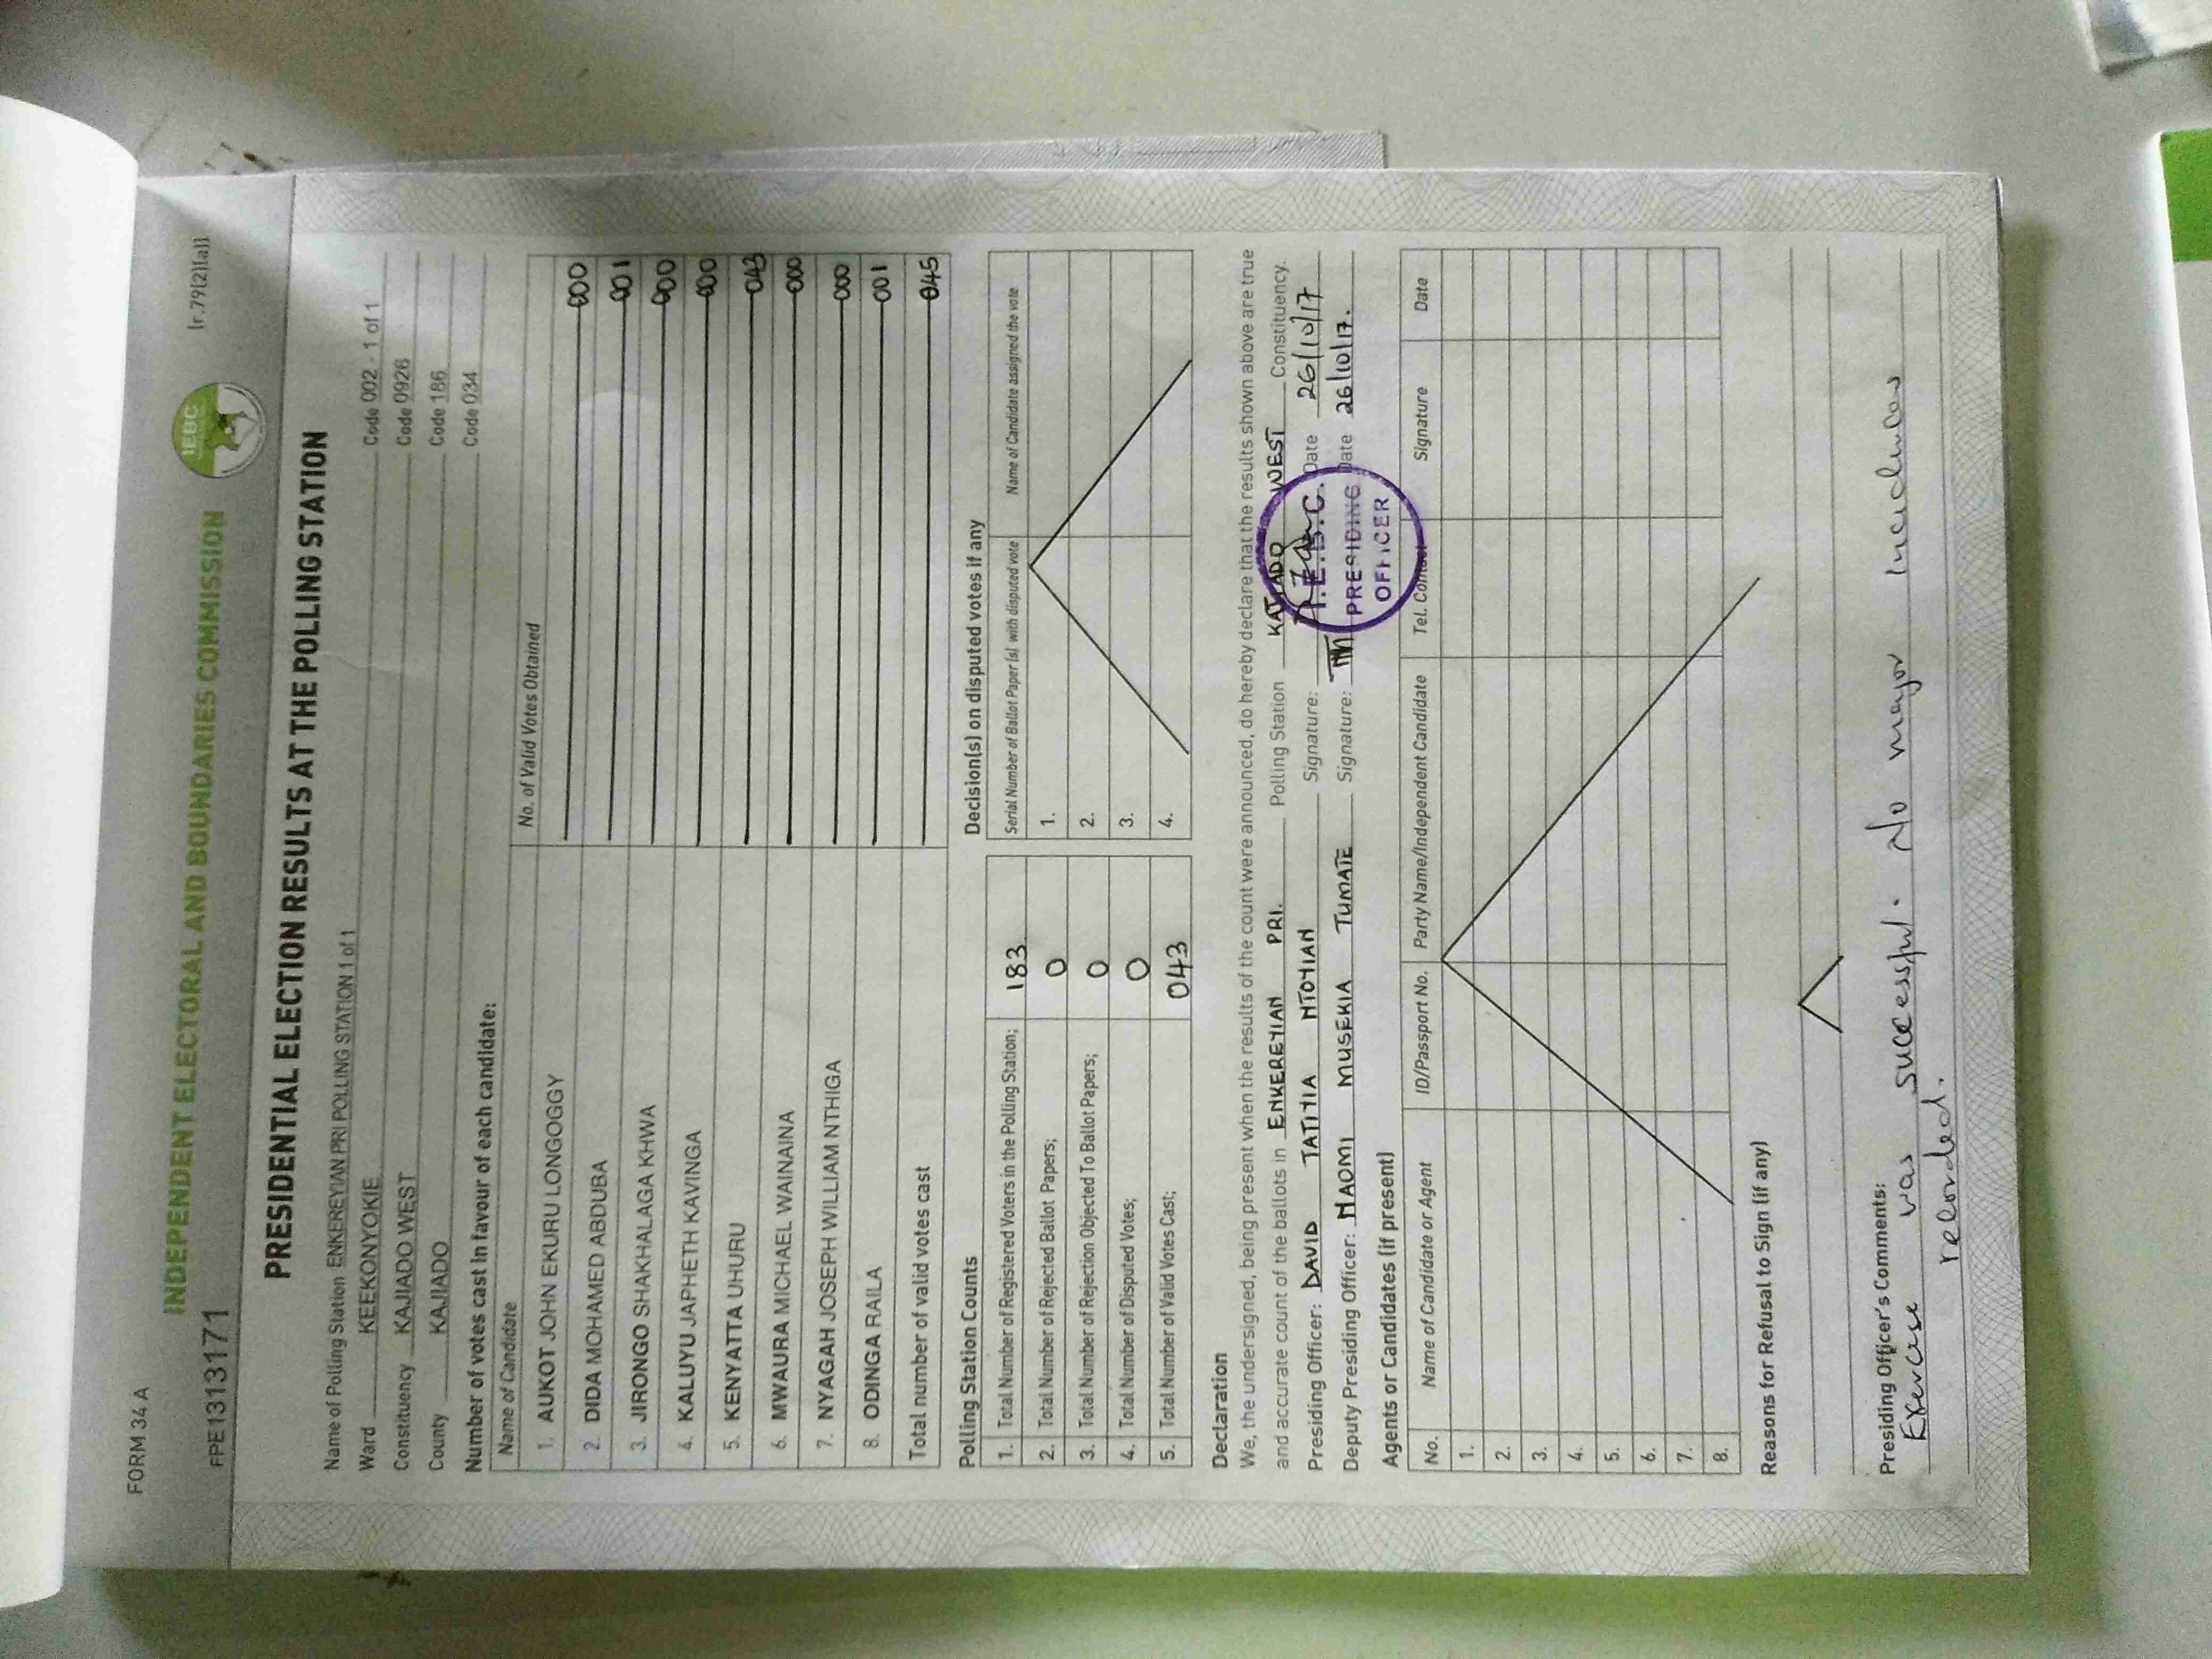 FORM 34 A
INDEPENDENT ELECTORAL AND BOUNDARIES COMMISSION
IEBC
FPE1313171
(r.79(2)(a))
PRESIDENTIAL ELECTION RESULTS AT THE POLLING STATION
Name of Polling Station ENKEREYIAN PRI POLLING STATION 1 of 1 Code 002 - 1 of 1
Ward KEEKONYOKIE Code 0926
Constituency KAJIADO WEST Code 186
County KAJIADO Code 034
Number of votes cast in favour of each candidate:
Name of Candidate No. of Valid Votes Obtained
1. AUKOT JOHN EKURU LONGOGGY 000
2. DIDA MOHAMED ABDUBA 001
3. JIRONGO SHAKHALAGA KHWA 000
4. KALUYU JAPHETH KAVINGA 000
5. KENYATTA UHURU 043
6. MWAURA MICHAEL WAINAINA 000
7. NYAGAH JOSEPH WILLIAM NTHIGA 000
8. ODINGA RAILA 001
Total number of valid votes cast 045
Polling Station Counts
1. Total Number of Registered Voters in the Polling Station; 183
2. Total Number of Rejected Ballot Papers; 0
3. Total Number of Rejection Objected To Ballot Papers; 0
4. Total Number of Disputed Votes; 0
5. Total Number of Valid Votes Cast; 043
Decision(s) on disputed votes if any
Serial Number of Ballot Paper (s) with disputed vote Name of Candidate assigned the vote
1.
2.
3.
4.
Declaration
We, the undersigned, being present when the results of the count were announced, do hereby declare that the results shown above are true
and accurate count of the ballots in ENKEREYIAN PRI. Polling Station KAJIADO WEST Constituency.
Presiding Officer: DAVID TATITIA NTOYIAN Signature: Date 26/10/17
Deputy Presiding Officer: NAOMI MUSEKIA TUMATE Signature: Date 26/10/17.
I.E.B.C.
PRESIDING
OFFICER
Agents or Candidates (if present)
No. Name of Candidate or Agent ID/Passport No. Party Name/Independent Candidate Tel. Contact Signature Date
1.
2.
3.
4.
5.
6.
7.
8.
Reasons for Refusal to Sign (if any)
Presiding Officer's Comments:
Exercise was successful. No major incidences
recorded.